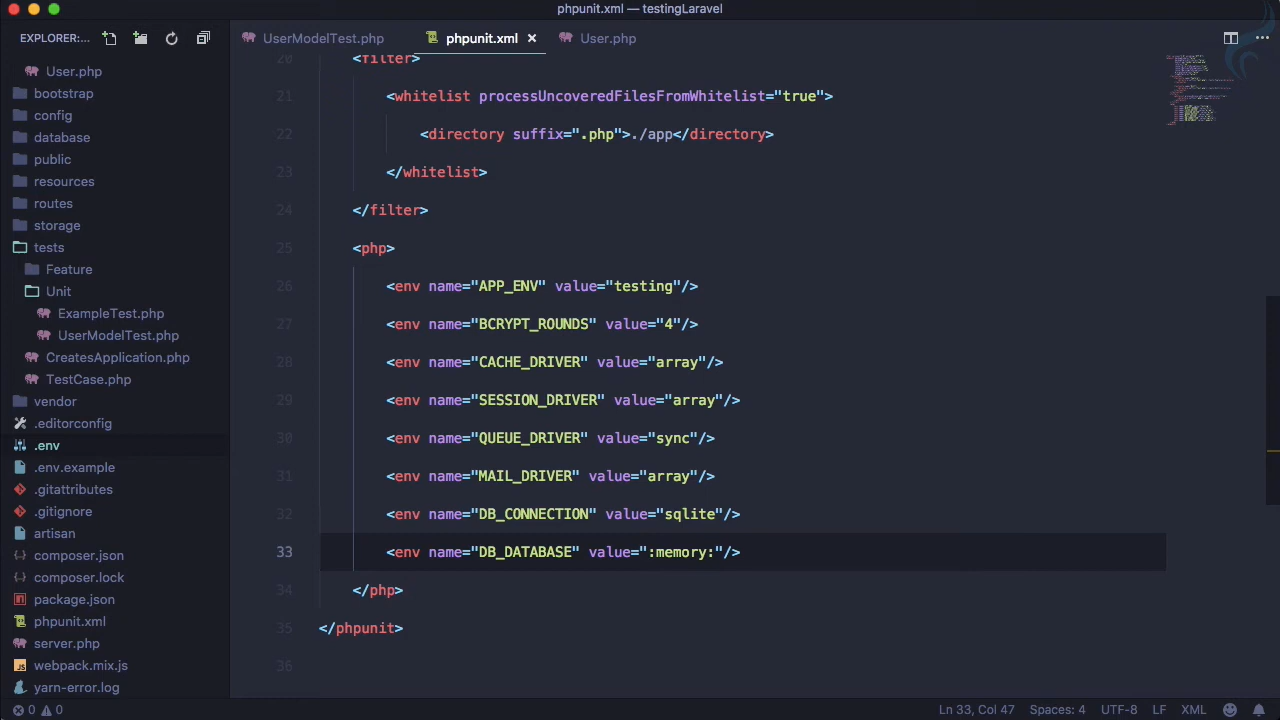 phpunit.xml — testingLaravel
EXPLORER:...
UserModelTest.php
phpunit.xml
User.php
User.php
bootstrap
config
database
public
resources
routes
storage
tests
Feature
Unit
ExampleTest.php
UserModelTest.php
CreatesApplication.php
TestCase.php
vendor
.editorconfig
.env
.env.example
.gitattributes
.gitignore
artisan
composer.json
composer.lock
package.json
phpunit.xml
server.php
webpack.mix.js
yarn-error.log
20 <filter>
21 <whitelist processUncoveredFilesFromWhitelist="true">
22 <directory suffix=".php">./app</directory>
23 </whitelist>
24 </filter>
25 <php>
26 <env name="APP_ENV" value="testing"/>
27 <env name="BCRYPT_ROUNDS" value="4"/>
28 <env name="CACHE_DRIVER" value="array"/>
29 <env name="SESSION_DRIVER" value="array"/>
30 <env name="QUEUE_DRIVER" value="sync"/>
31 <env name="MAIL_DRIVER" value="array"/>
32 <env name="DB_CONNECTION" value="sqlite"/>
33 <env name="DB_DATABASE" value=":memory:"/>
34 </php>
35 </phpunit>
36
0 0
Ln 33, Col 47 Spaces: 4 UTF-8 LF XML